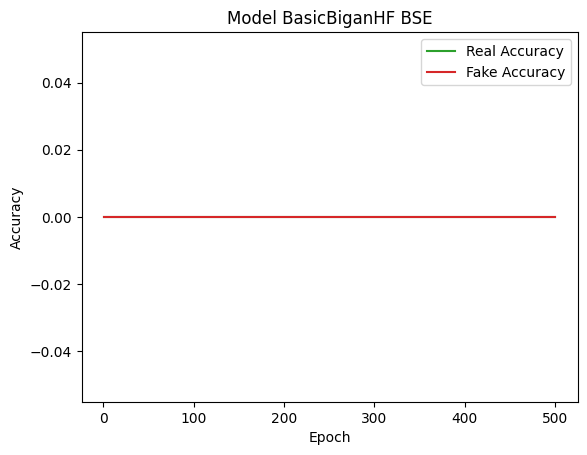 Model BasicBiganHF BSE
Real Accuracy
Fake Accuracy
0.04
0.02
0.00
−0.02
−0.04
Accuracy
0 100 200 300 400 500
Epoch